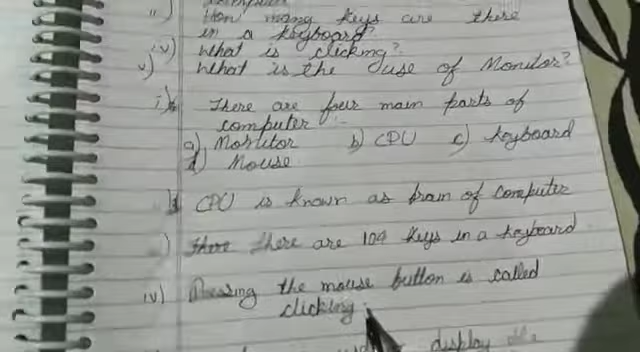 ii) How many keys are there
in a keyboard?
iv) What is clicking?
v) What is the use of Monitor?
i) There are four main parts of
computer
a) Monitor b) CPU c) keyboard
d) Mouse
CPU is known as brain of computer
) There there are 104 keys in a keyboard
iv) Pressing the mouse button is called
clicking.
display